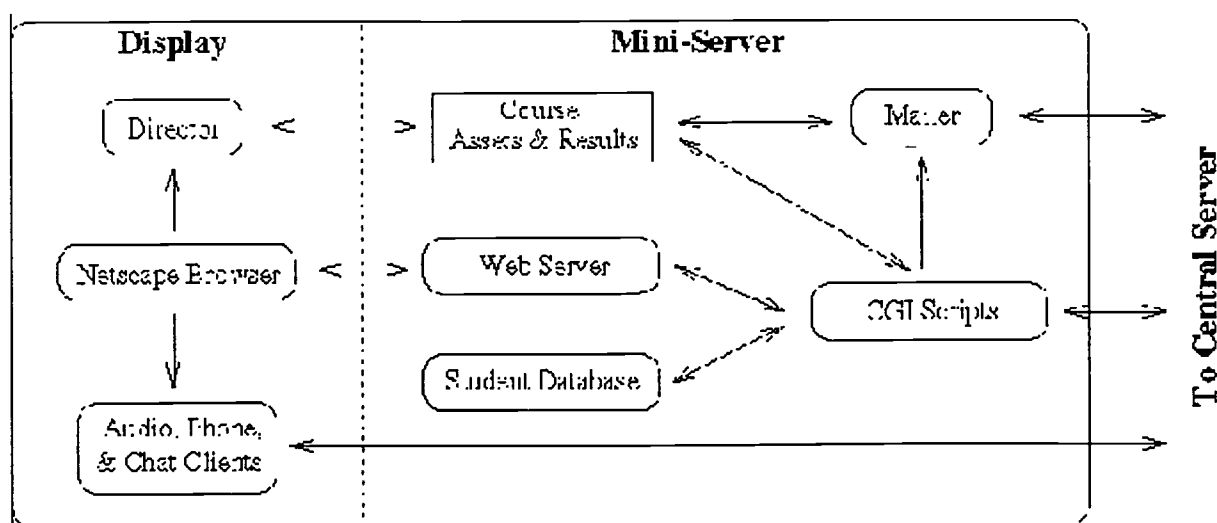 Display
Mini-Server
Director
Course
Assets & Results
Netscape Browser
Web Server
CGI Scripts
Student Database
Audio, Phone,
& Chat Clients
To Central Server